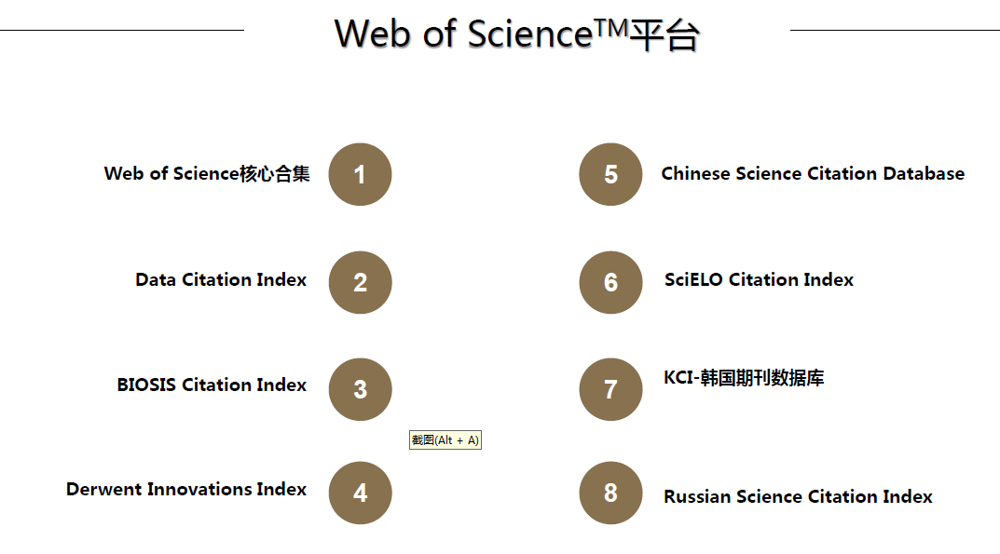 Web of Science™平台
Web of Science核心合集
1
Data Citation Index
2
BIOSIS Citation Index
3
Derwent Innovations Index
4
5
Chinese Science Citation Database
6
SciELO Citation Index
7
KCI-韩国期刊数据库
8
Russian Science Citation Index
截图(Alt + A)